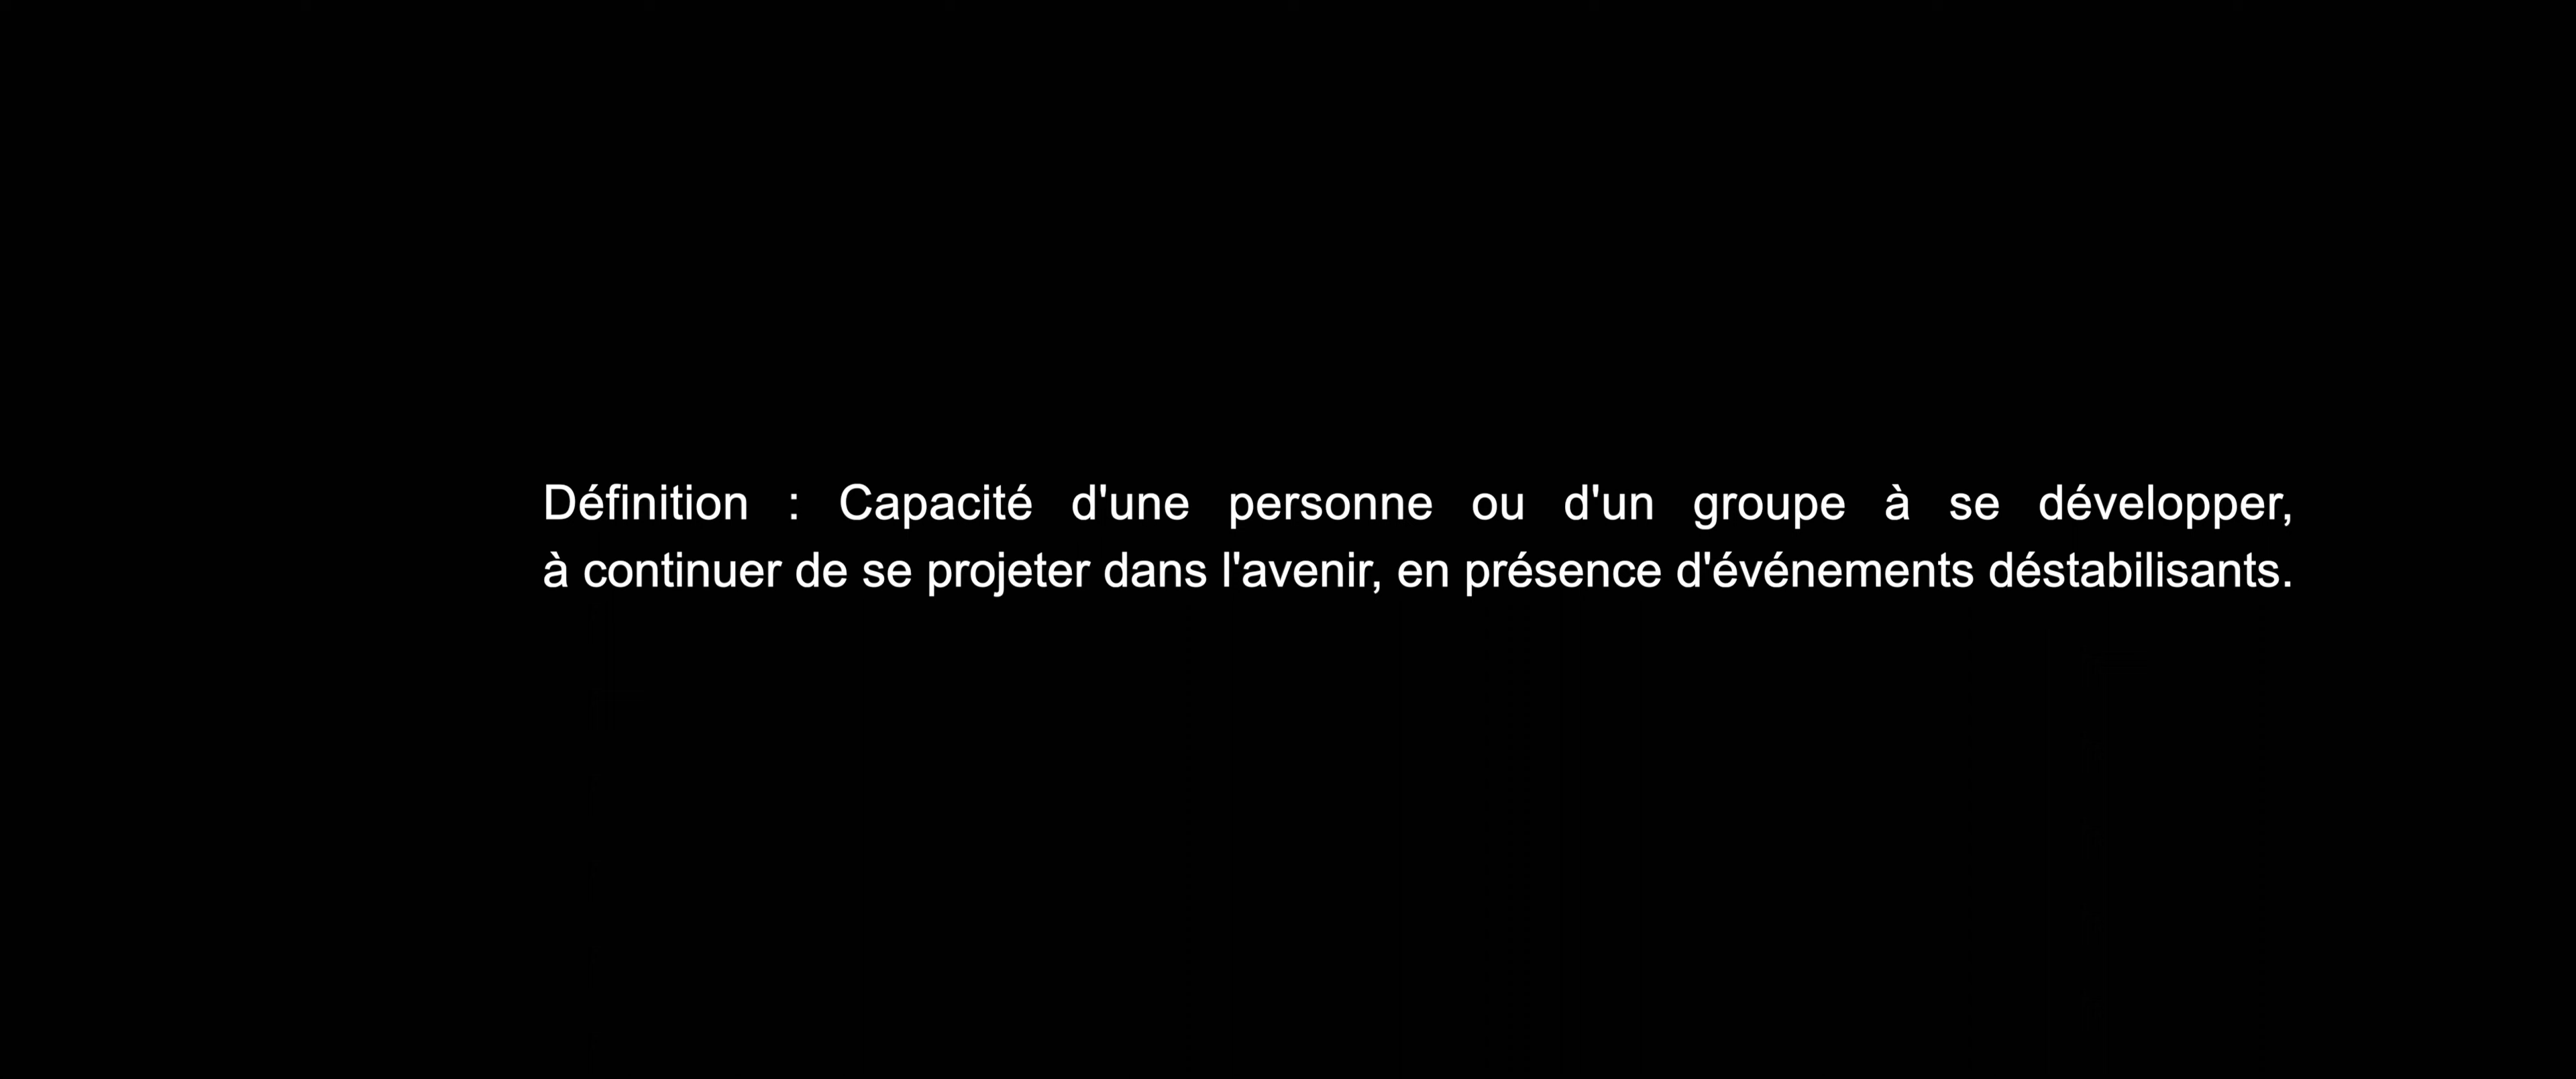 Définition : Capacité d'une personne ou d'un groupe à se développer,
à continuer de se projeter dans l'avenir, en présence d'événements déstabilisants.